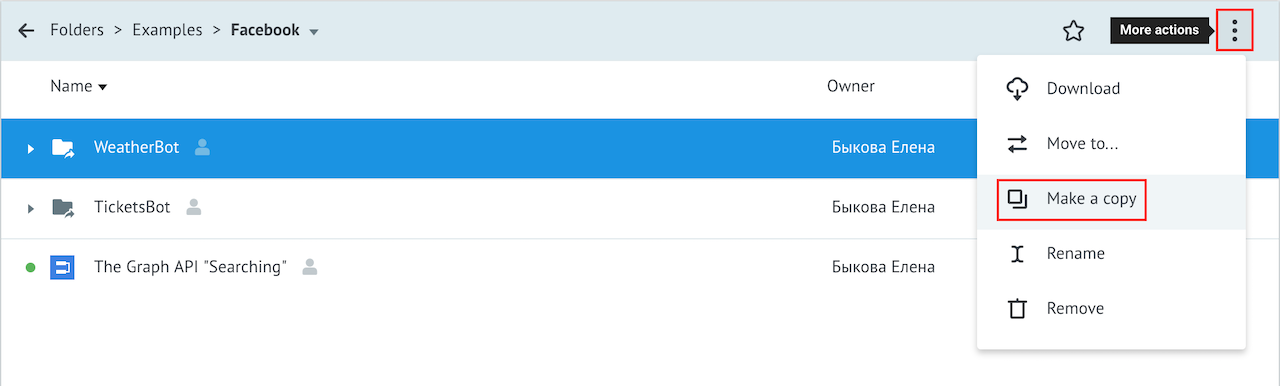 Folders > Examples > Facebook
More actions
Name
Owner
Download
WeatherBot
Быкова Елена
Move to...
Make a copy
TicketsBot
Быкова Елена
Rename
The Graph API "Searching"
Быкова Елена
Remove